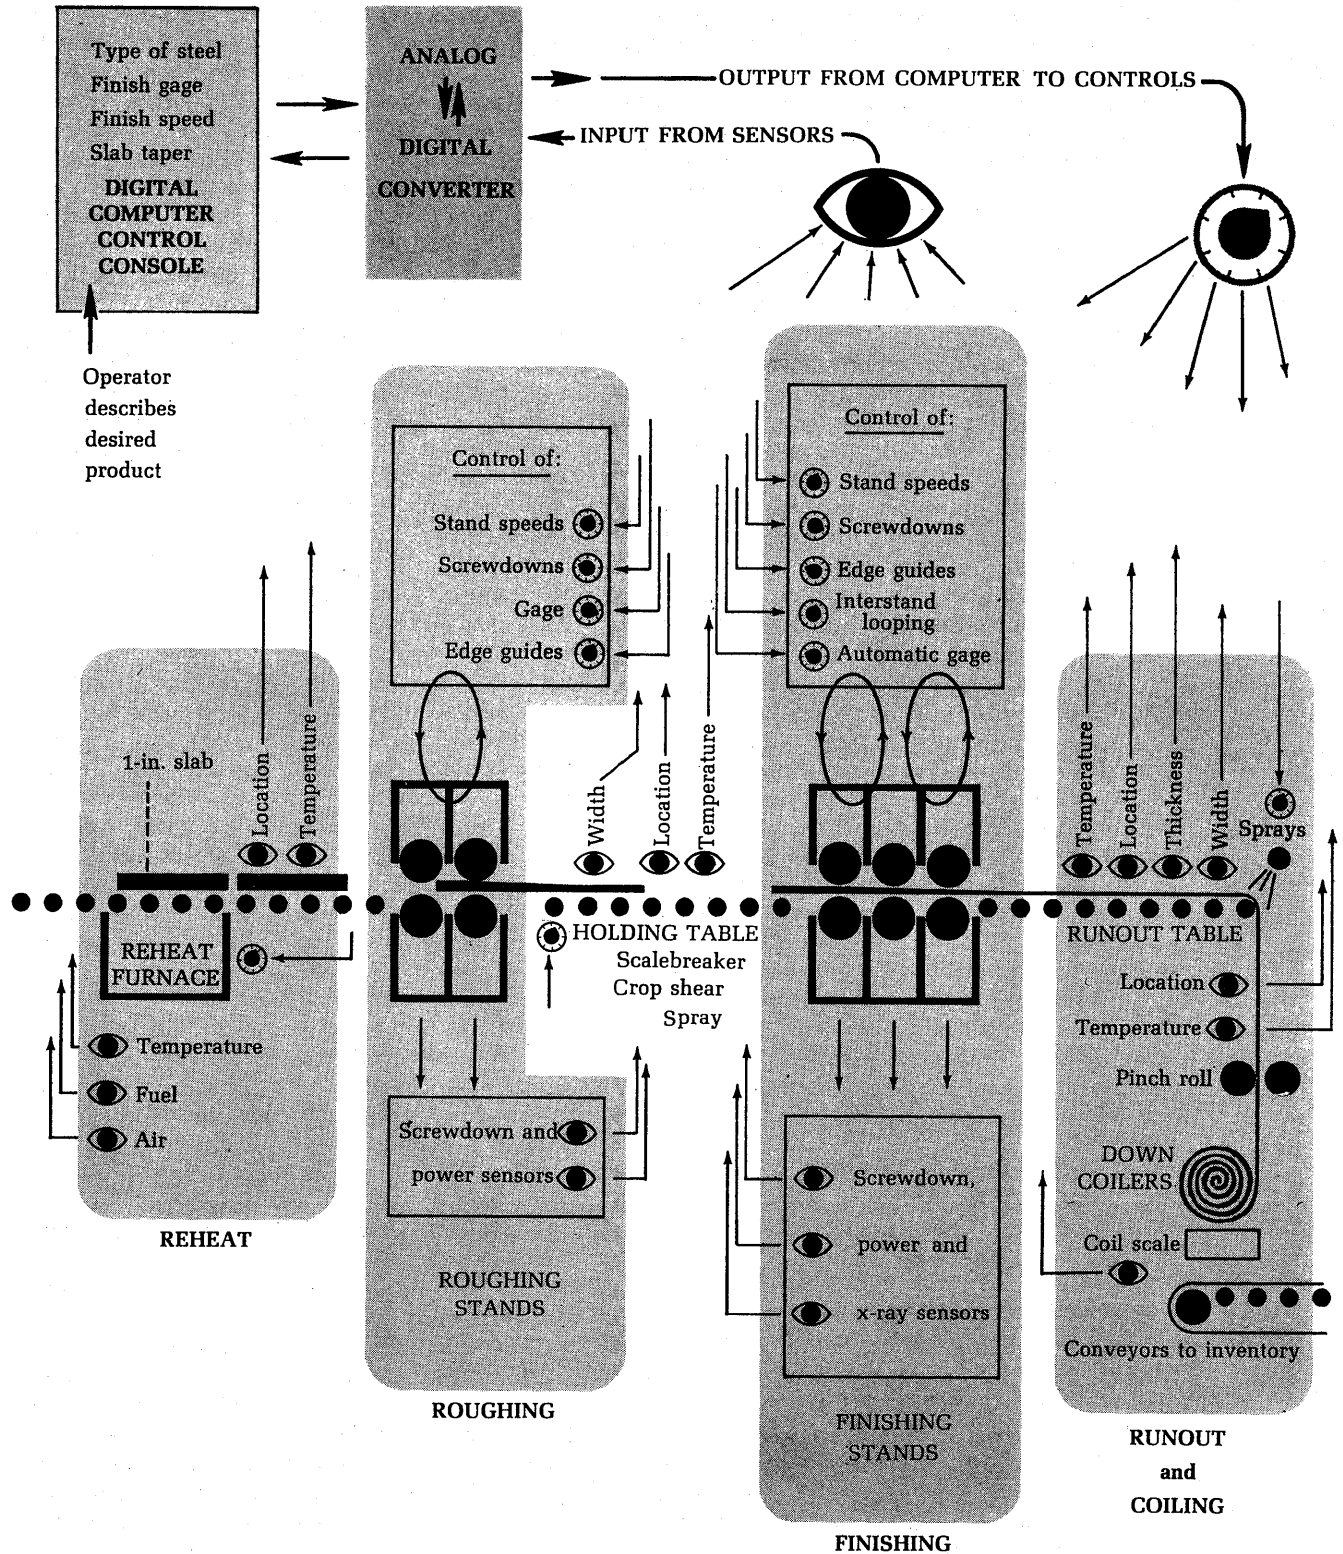 Type of steel
Finish gage
Finish speed
Slab taper
DIGITAL
COMPUTER
CONTROL
CONSOLE
ANALOG
DIGITAL
CONVERTER
OUTPUT FROM COMPUTER TO CONTROLS
INPUT FROM SENSORS
Operator
describes
desired
product
1-in. slab
Location
Temperature
REHEAT
FURNACE
Temperature
Fuel
Air
REHEAT
Control of:
Stand speeds
Screwdowns
Gage
Edge guides
Screwdown and
power sensors
ROUGHING
STANDS
ROUGHING
Width
Location
Temperature
HOLDING TABLE
Scalebreaker
Crop shear
Spray
Control of:
Stand speeds
Screwdowns
Edge guides
Interstand
looping
Automatic gage
Screwdown,
power and
x-ray sensors
FINISHING
STANDS
FINISHING
Temperature
Location
Thickness
Width
Sprays
RUNOUT TABLE
Location
Temperature
Pinch roll
DOWN
COILERS
Coil scale
Conveyors to inventory
RUNOUT
and
COILING